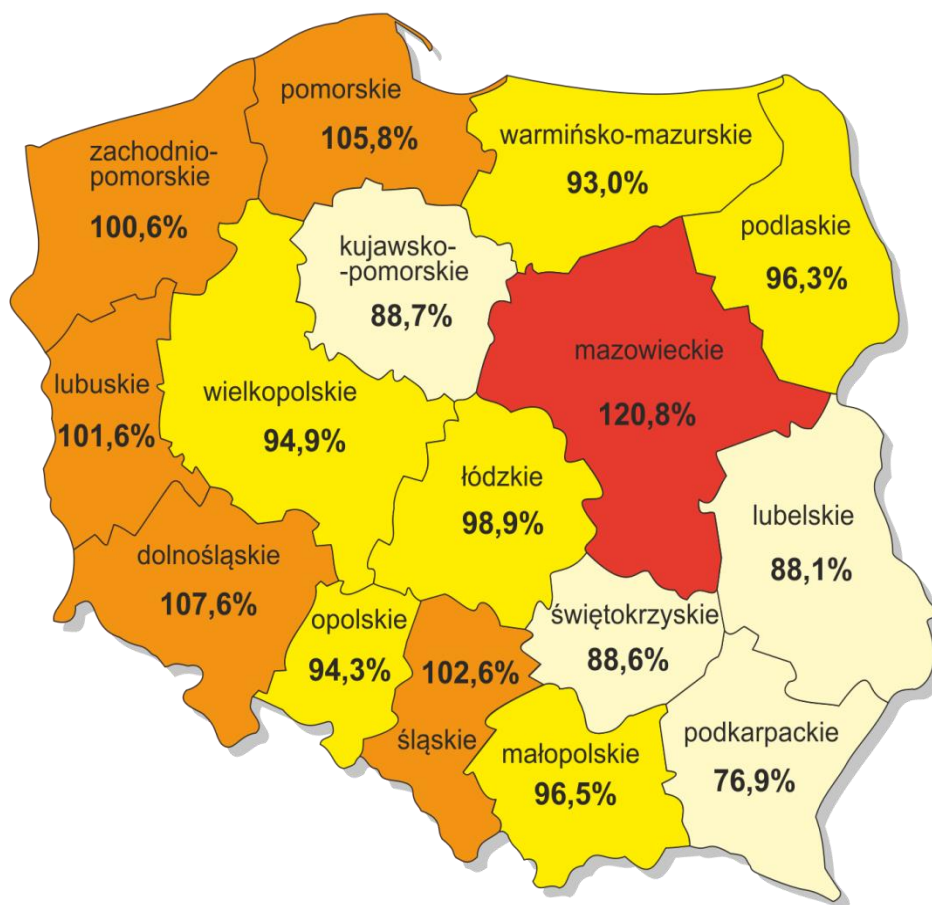 pomorskie
105,8%
warmińsko-mazurskie
93,0%
zachodnio-
pomorskie
100,6%
podlaskie
96,3%
kujawsko-
-pomorskie
88,7%
mazowieckie
120,8%
lubuskie
101,6%
wielkopolskie
94,9%
łódzkie
98,9%
lubelskie
88,1%
dolnośląskie
107,6%
opolskie
94,3%
102,6%
śląskie
świętokrzyskie
88,6%
małopolskie
96,5%
podkarpackie
76,9%